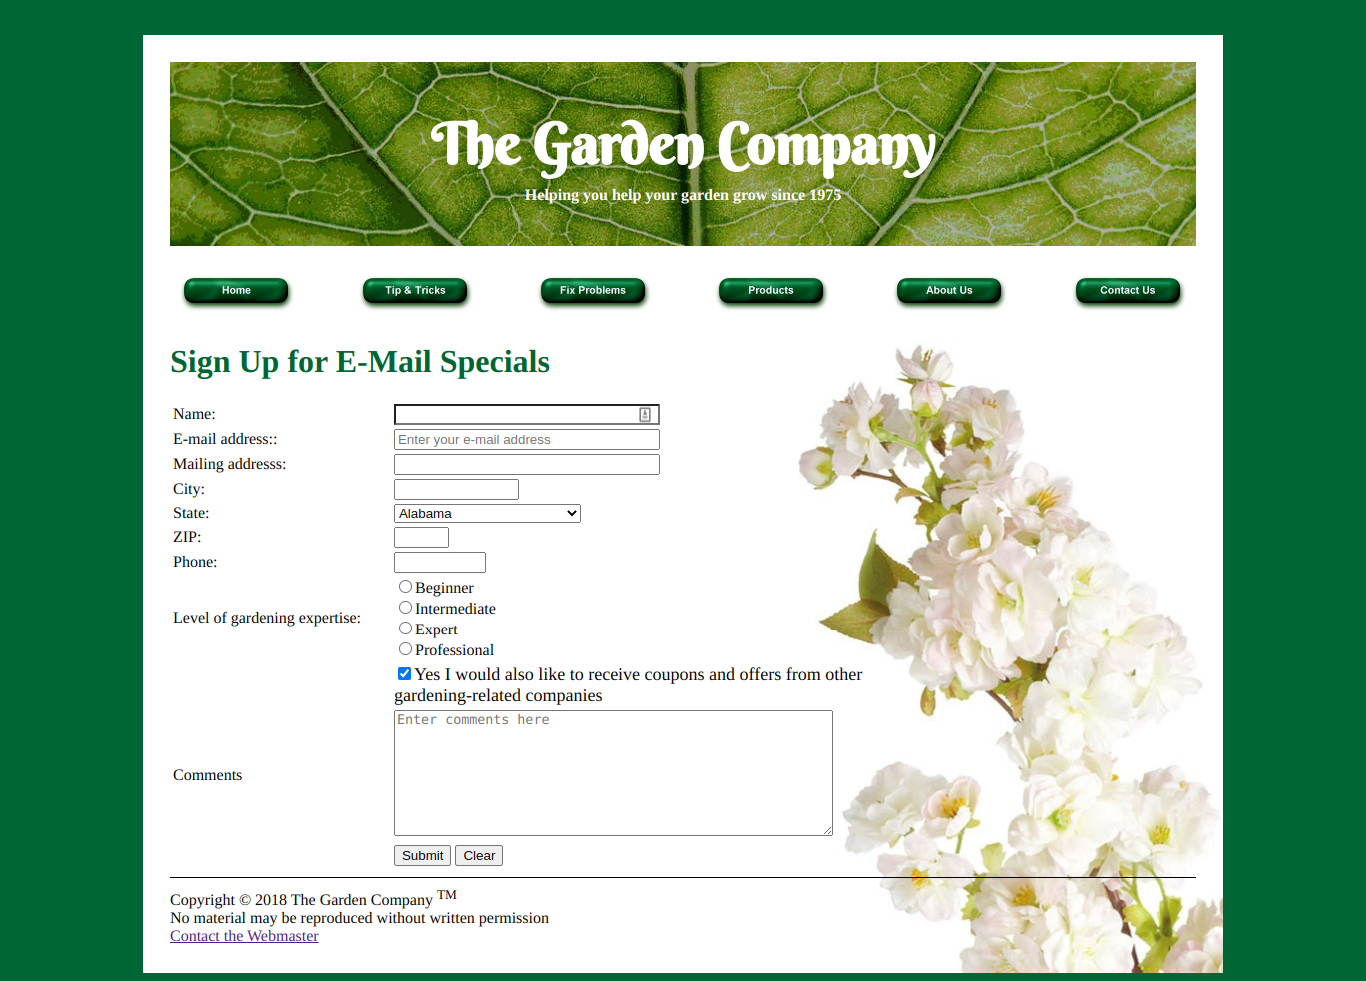 The Garden Company
Helping you help your garden grow since 1975
Home Tip & Tricks Fix Problems Products About Us Contact Us
Sign Up for E-Mail Specials
Name:
E-mail address:: Enter your e-mail address
Mailing addresss:
City:
State: Alabama
ZIP:
Phone:
Level of gardening expertise:
Beginner
Intermediate
Expert
Professional
Yes I would also like to receive coupons and offers from other
gardening-related companies
Comments
Enter comments here
Submit Clear
Copyright © 2018 The Garden Company TM
No material may be reproduced without written permission
Contact the Webmaster